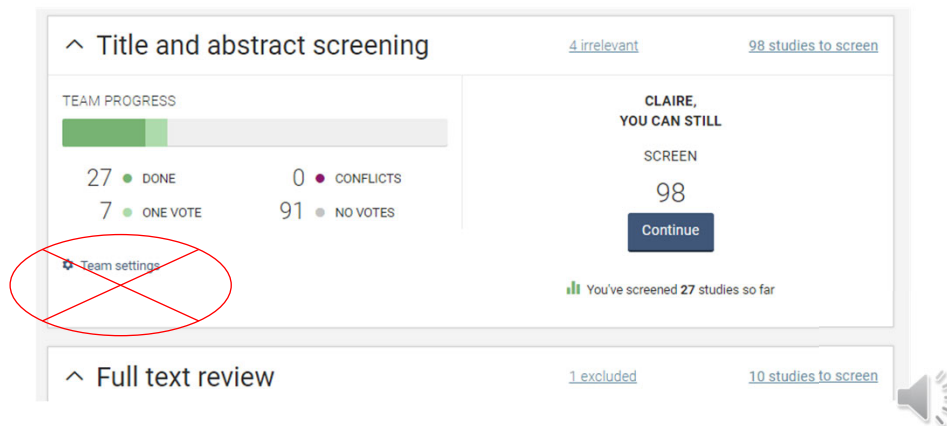 Title and abstract screening
4 irrelevant
98 studies to screen
TEAM PROGRESS
27 DONE
0 CONFLICTS
7 ONE VOTE
91 NO VOTES
Team settings
CLAIRE,
YOU CAN STILL
SCREEN
98
Continue
You've screened 27 studies so far
Full text review
1 excluded
10 studies to screen